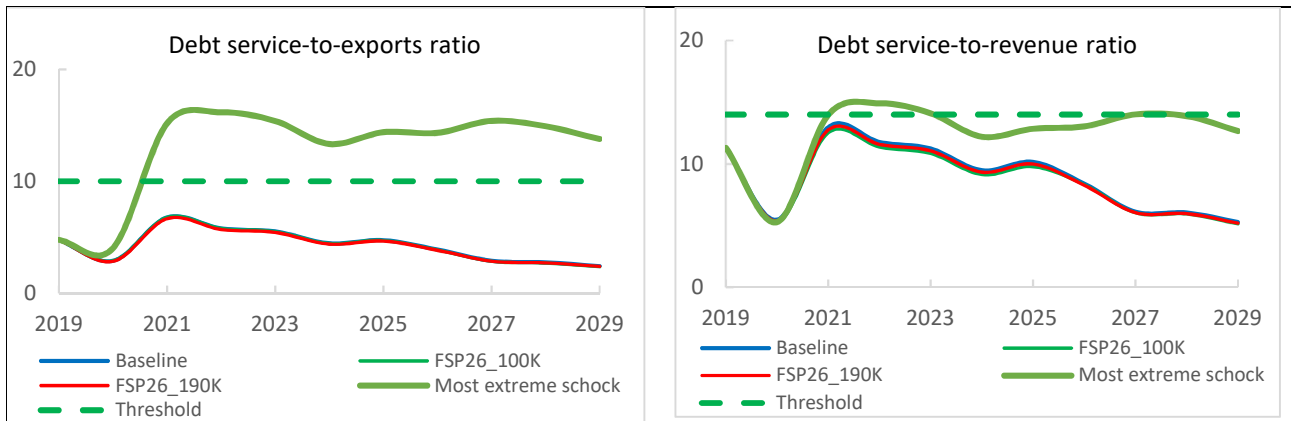 Debt service-to-exports ratio
20
10
0
2019 2021 2023 2025 2027 2029
Baseline FSP26_100K
FSP26_190K Most extreme schock
Threshold
Debt service-to-revenue ratio
20
10
0
2019 2021 2023 2025 2027 2029
Baseline FSP26_100K
FSP26_190K Most extreme schock
Threshold